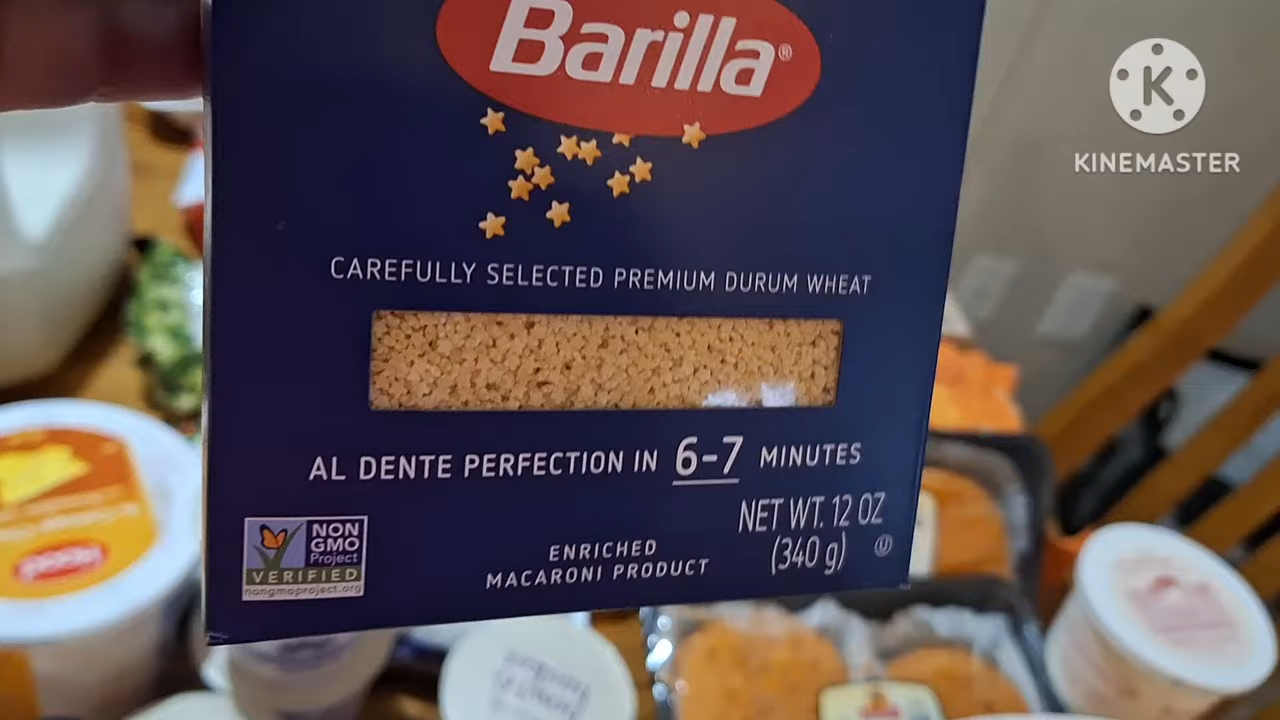 Barilla®
K
KINEMASTER
CAREFULLY SELECTED PREMIUM DURUM WHEAT
AL DENTE PERFECTION IN 6-7 MINUTES
NET WT. 12 OZ
(340 g)
U
ENRICHED
MACARONI PRODUCT
NON
GMO
Project
VERIFIED
nongmoproject.org